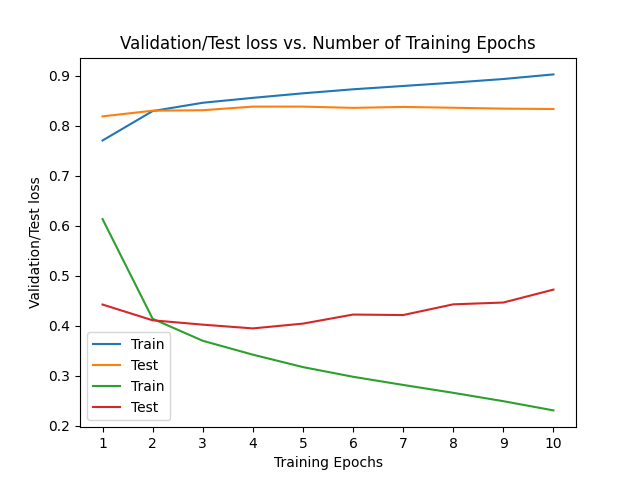 Validation/Test loss vs. Number of Training Epochs
Validation/Test loss
0.9
0.8
0.7
0.6
0.5
0.4
0.3
0.2
Train
Test
Train
Test
1 2 3 4 5 6 7 8 9 10
Training Epochs